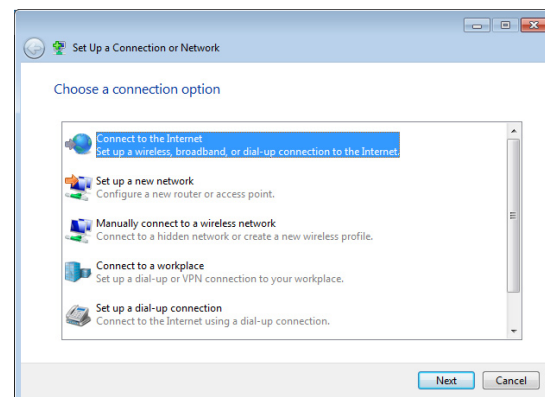 Set Up a Connection or Network
Choose a connection option
Connect to the Internet
Set up a wireless, broadband, or dial-up connection to the Internet.
Set up a new network
Configure a new router or access point.
Manually connect to a wireless network
Connect to a hidden network or create a new wireless profile.
Connect to a workplace
Set up a dial-up or VPN connection to your workplace.
Set up a dial-up connection
Connect to the Internet using a dial-up connection.
Next Cancel